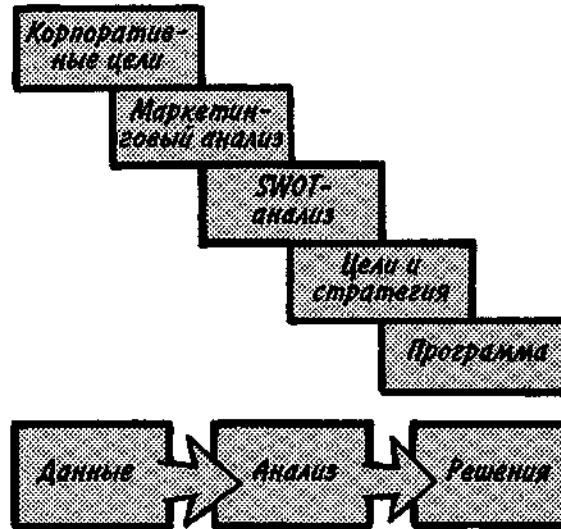 Корпоратив-
ные цели
Маркетин-
говый анализ
SWOT-
анализ
Цели и
стратегия
Программа
Данные
Анализ
Решения